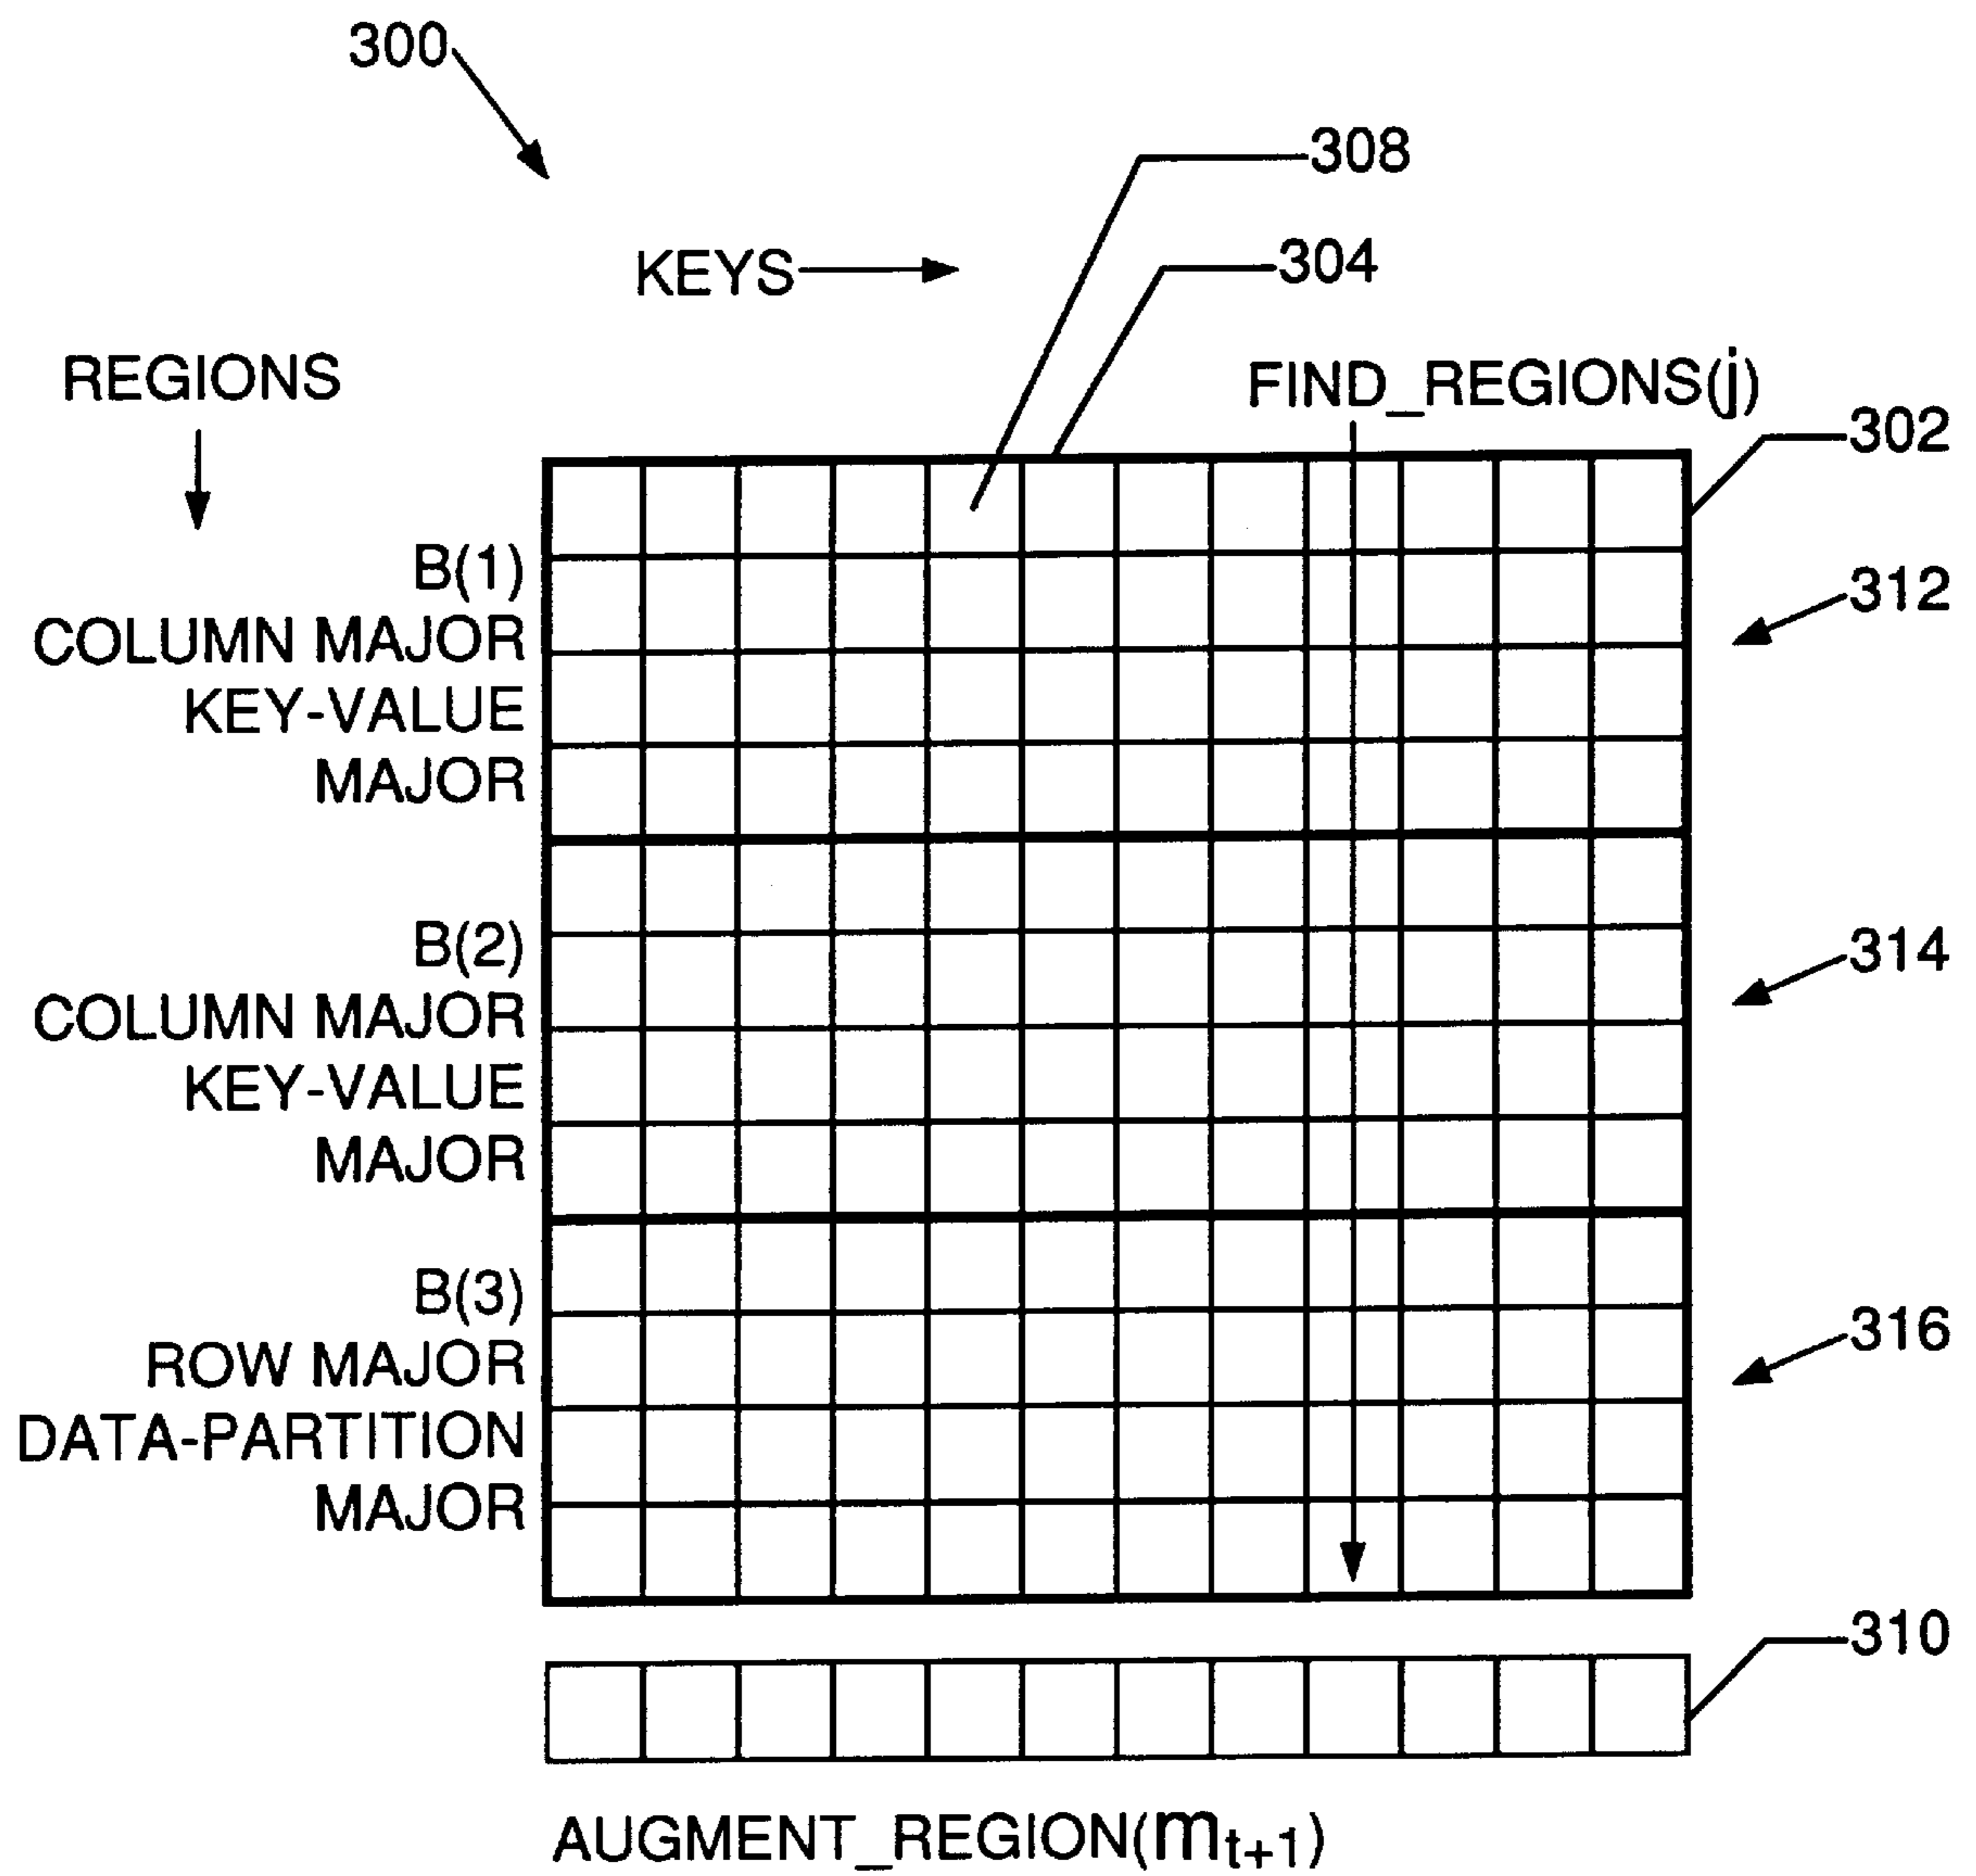 300
308
KEYS
304
REGIONS
FIND_REGIONS(j)
302
B(1)
COLUMN MAJOR
KEY-VALUE
MAJOR
312
B(2)
COLUMN MAJOR
KEY-VALUE
MAJOR
314
B(3)
ROW MAJOR
DATA-PARTITION
MAJOR
316
310
AUGMENT_REGION(mt+1)